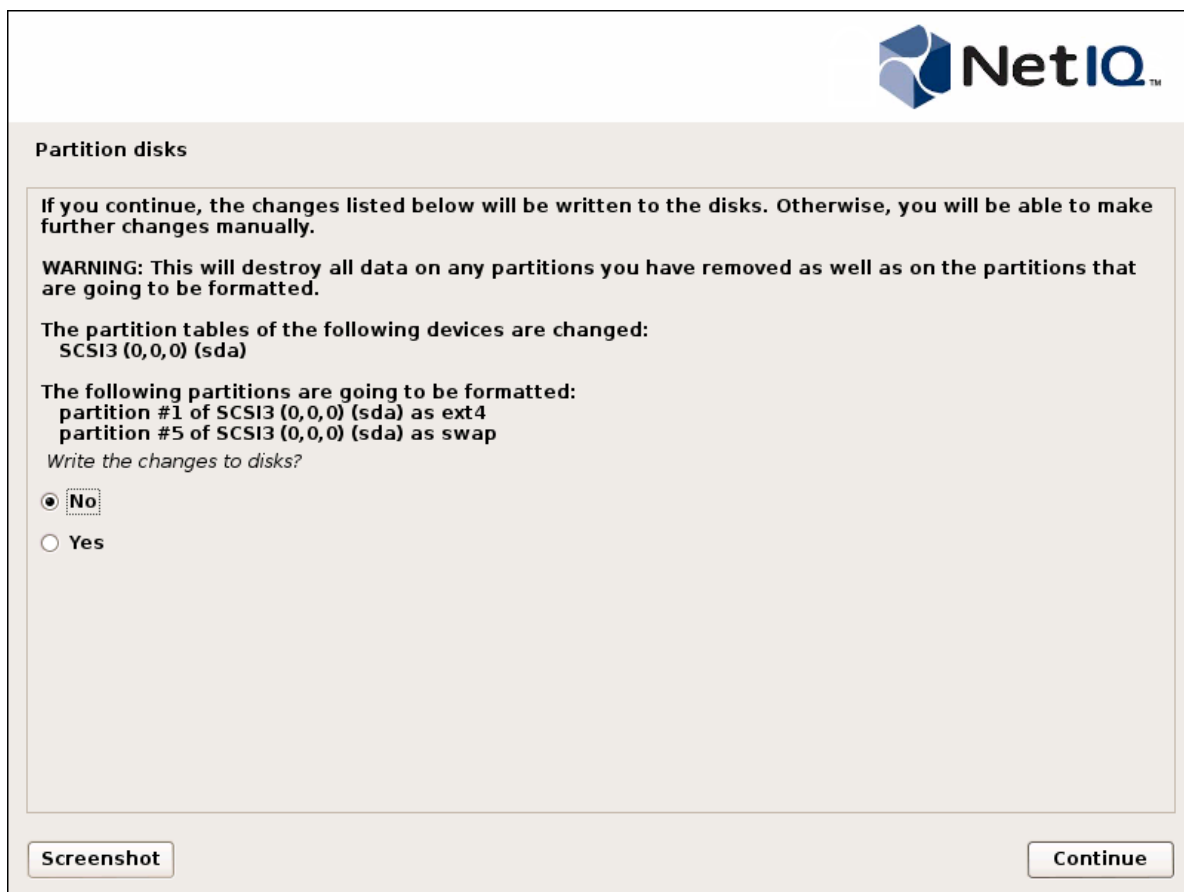 NetIQ™
Partition disks
If you continue, the changes listed below will be written to the disks. Otherwise, you will be able to make
further changes manually.
WARNING: This will destroy all data on any partitions you have removed as well as on the partitions that
are going to be formatted.
The partition tables of the following devices are changed:
SCSI3 (0,0,0) (sda)
The following partitions are going to be formatted:
partition #1 of SCSI3 (0,0,0) (sda) as ext4
partition #5 of SCSI3 (0,0,0) (sda) as swap
Write the changes to disks?
No
Yes
Screenshot
Continue